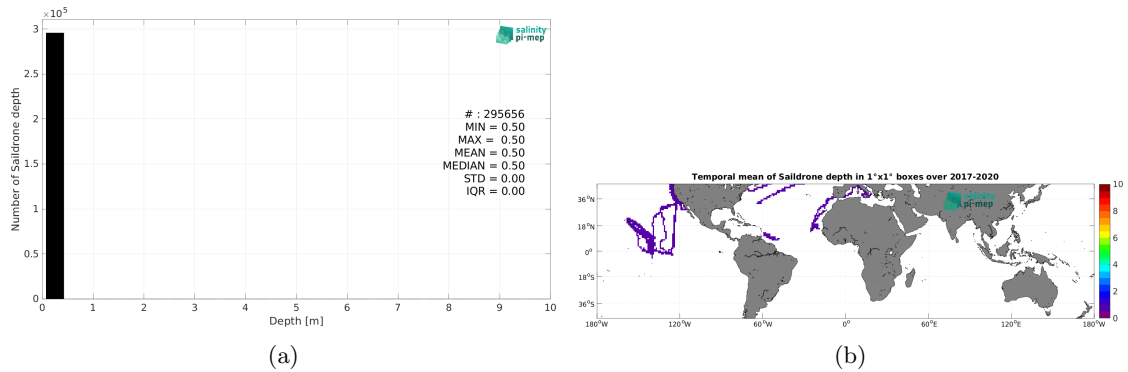 ×10⁵
3
2.5
2
1.5
1
0.5
0
Number of Saildrone depth
salinity
pi-mep
# : 295656
MIN = 0.50
MAX = 0.50
MEAN = 0.50
MEDIAN = 0.50
STD = 0.00
IQR = 0.00
0 1 2 3 4 5 6 7 8 9 10
Depth [m]
(a)
Temporal mean of Saildrone depth in 1°x1° boxes over 2017-2020
36°N
18°N
0°
18°S
36°S
180°W 120°W 60°W 0° 60°E 120°E 180°W
salinity
pi-mep
10
8
6
4
2
0
(b)